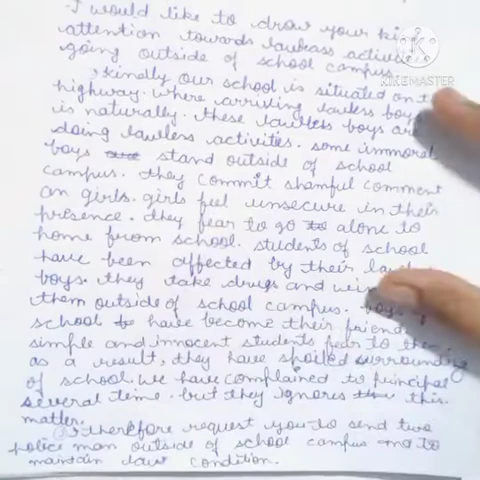 I would like to draw your
attention towards lawless
going outside of school campus
kindly our school is situated on
highway. where arriving lawless
is naturally. these lawless boys are
doing lawless activities. some immoral
boys stand outside of school
campus. they commit shamful comment
on girls. girls feel unsecure in their
presence. they fear to go to alone to
home from school. students of school
have been affected by their
boys. they take drugs and
them outside of school campus. boys
school have become their friend
simple and innocent students fear to
as a result, they have spoiled surrounding
of school. we have complained to principal
several time. but they ignores this
matter.
I therefore request you to send two
police man outside of school campus to
maintain law condition.
KINEMASTER